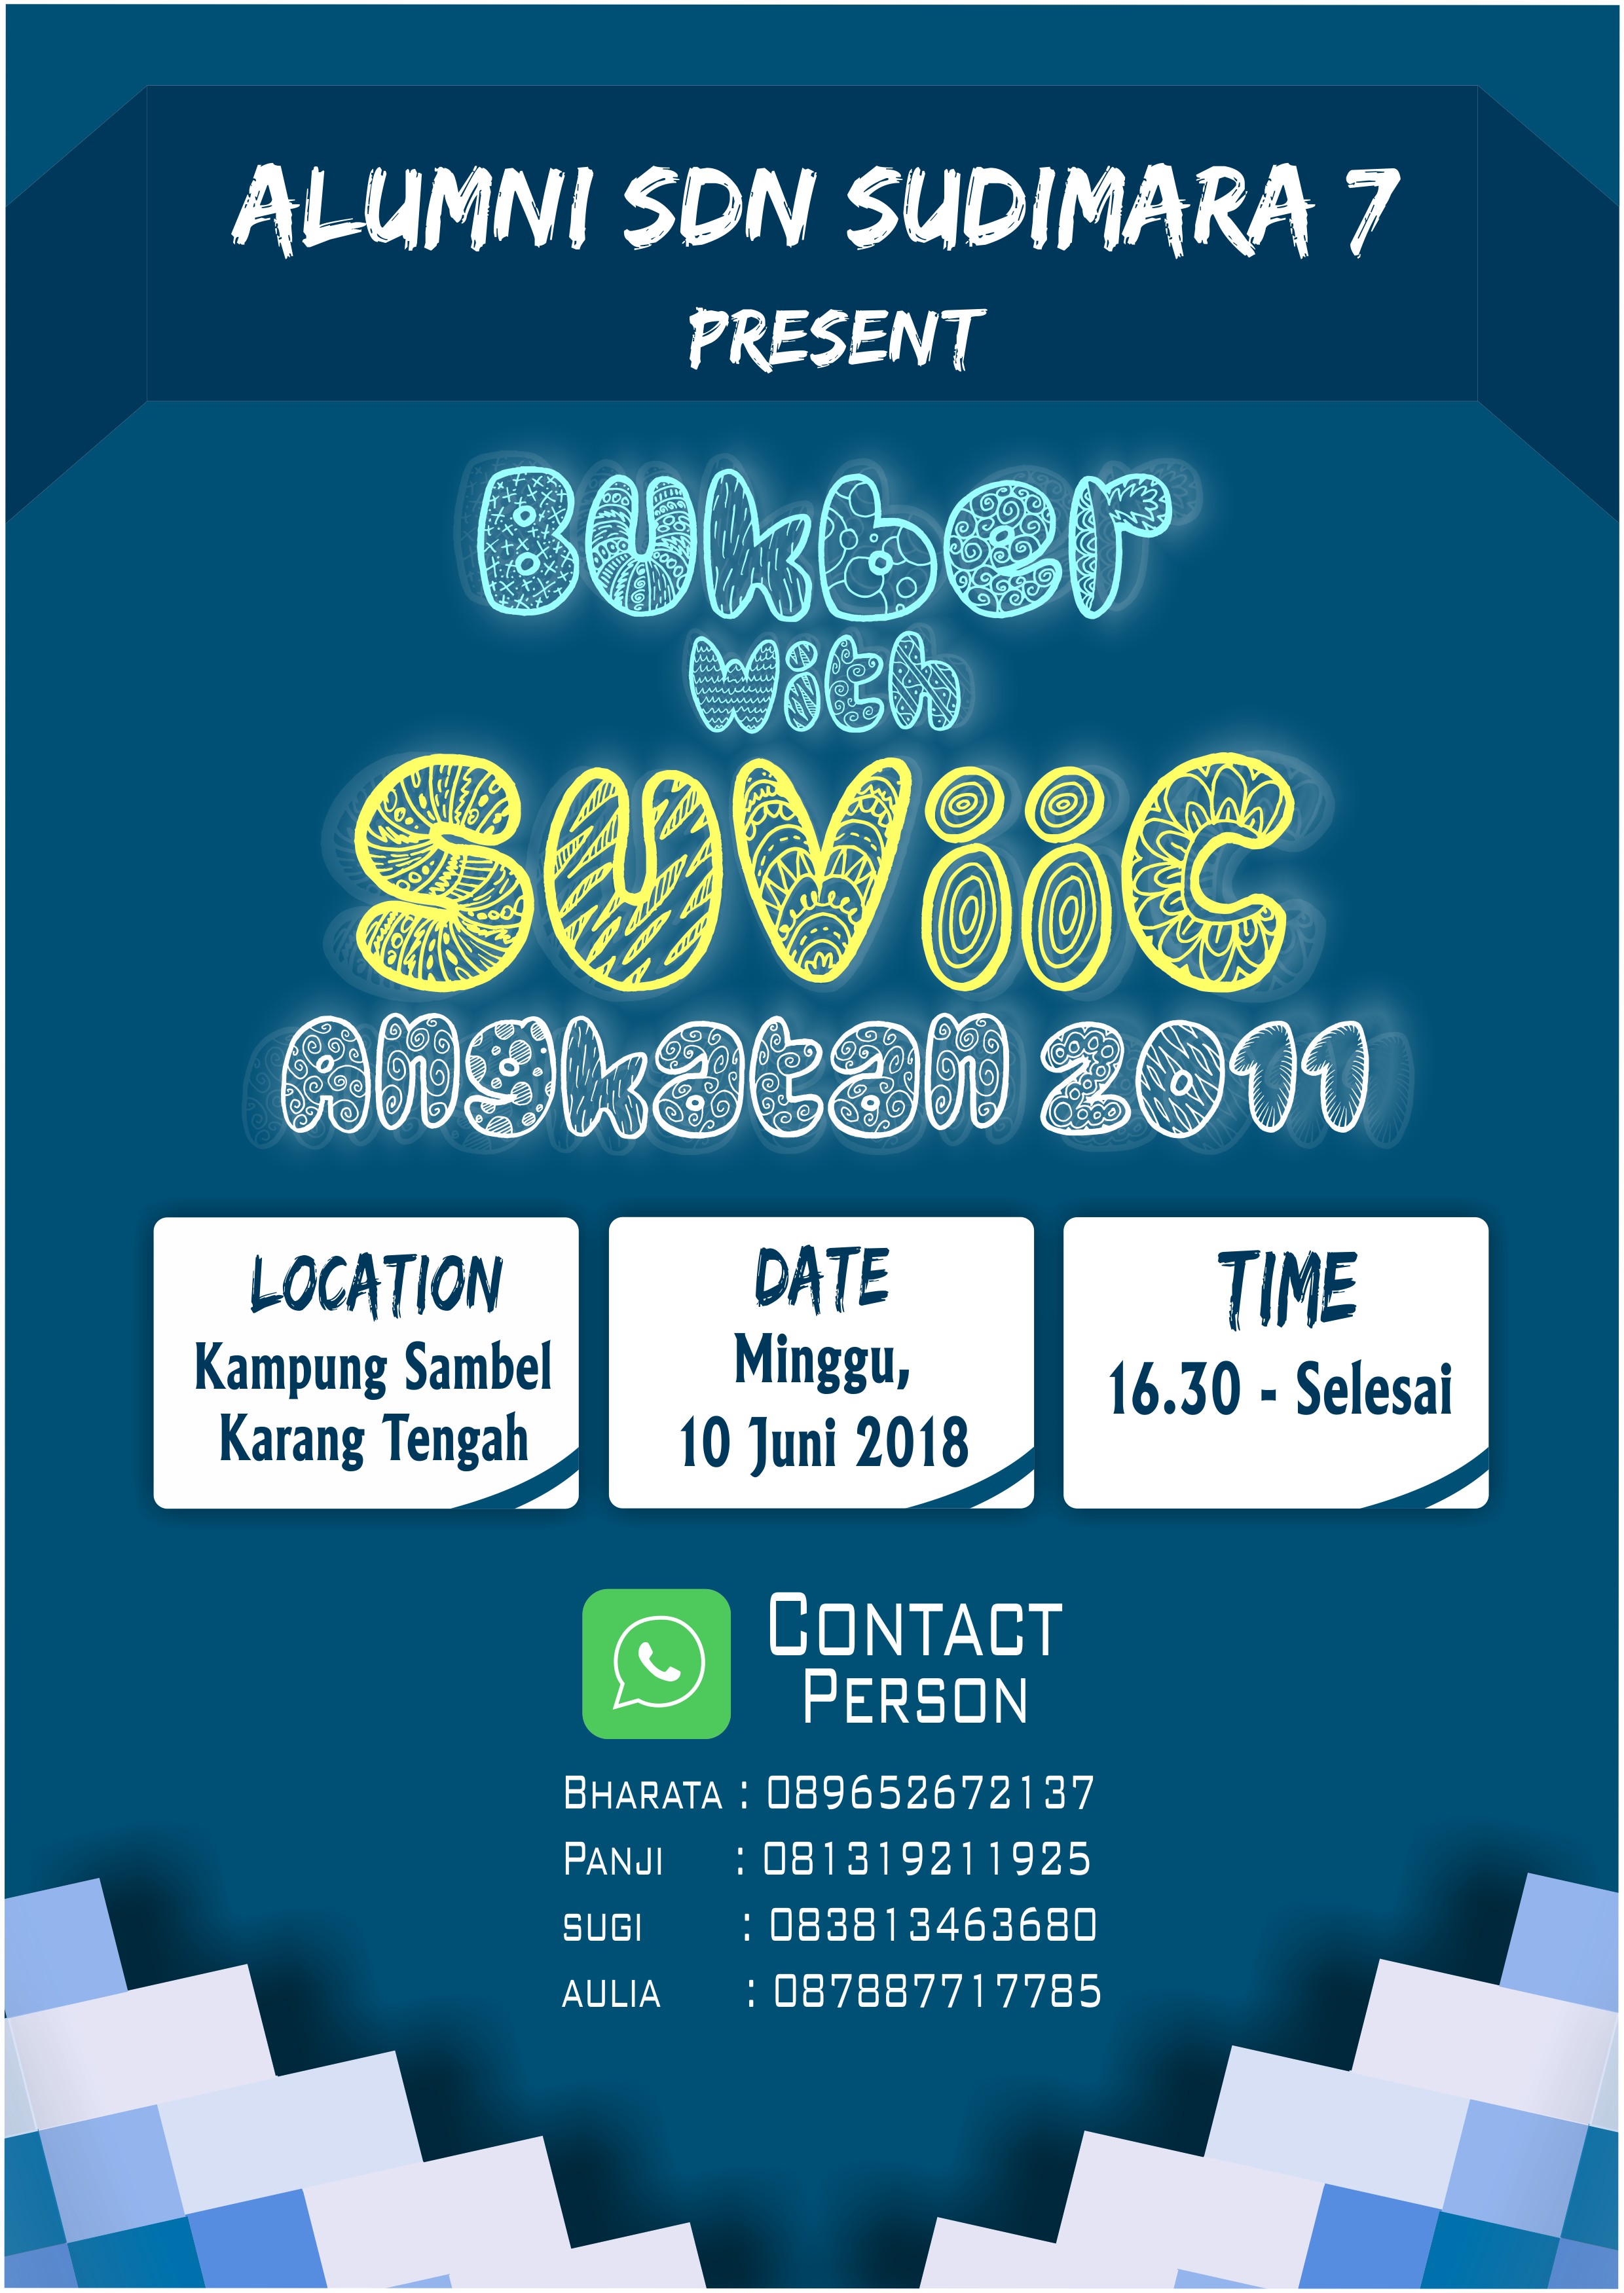 ALUMNI SDN SUDIMARA 7
PRESENT
Bukber
with
SUViiC
Angkatan 2011
LOCATION
Kampung Sambel
Karang Tengah
DATE
Minggu,
10 Juni 2018
TIME
16.30 - Selesai
CONTACT
PERSON
BHARATA : 089652672137
PANJI : 081319211925
SUGI : 083813463680
AULIA : 087887717785